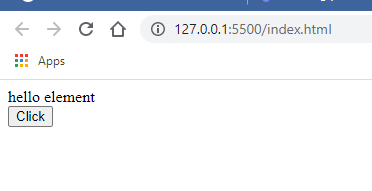 127.0.0.1:5500/index.html
Apps
hello element
Click